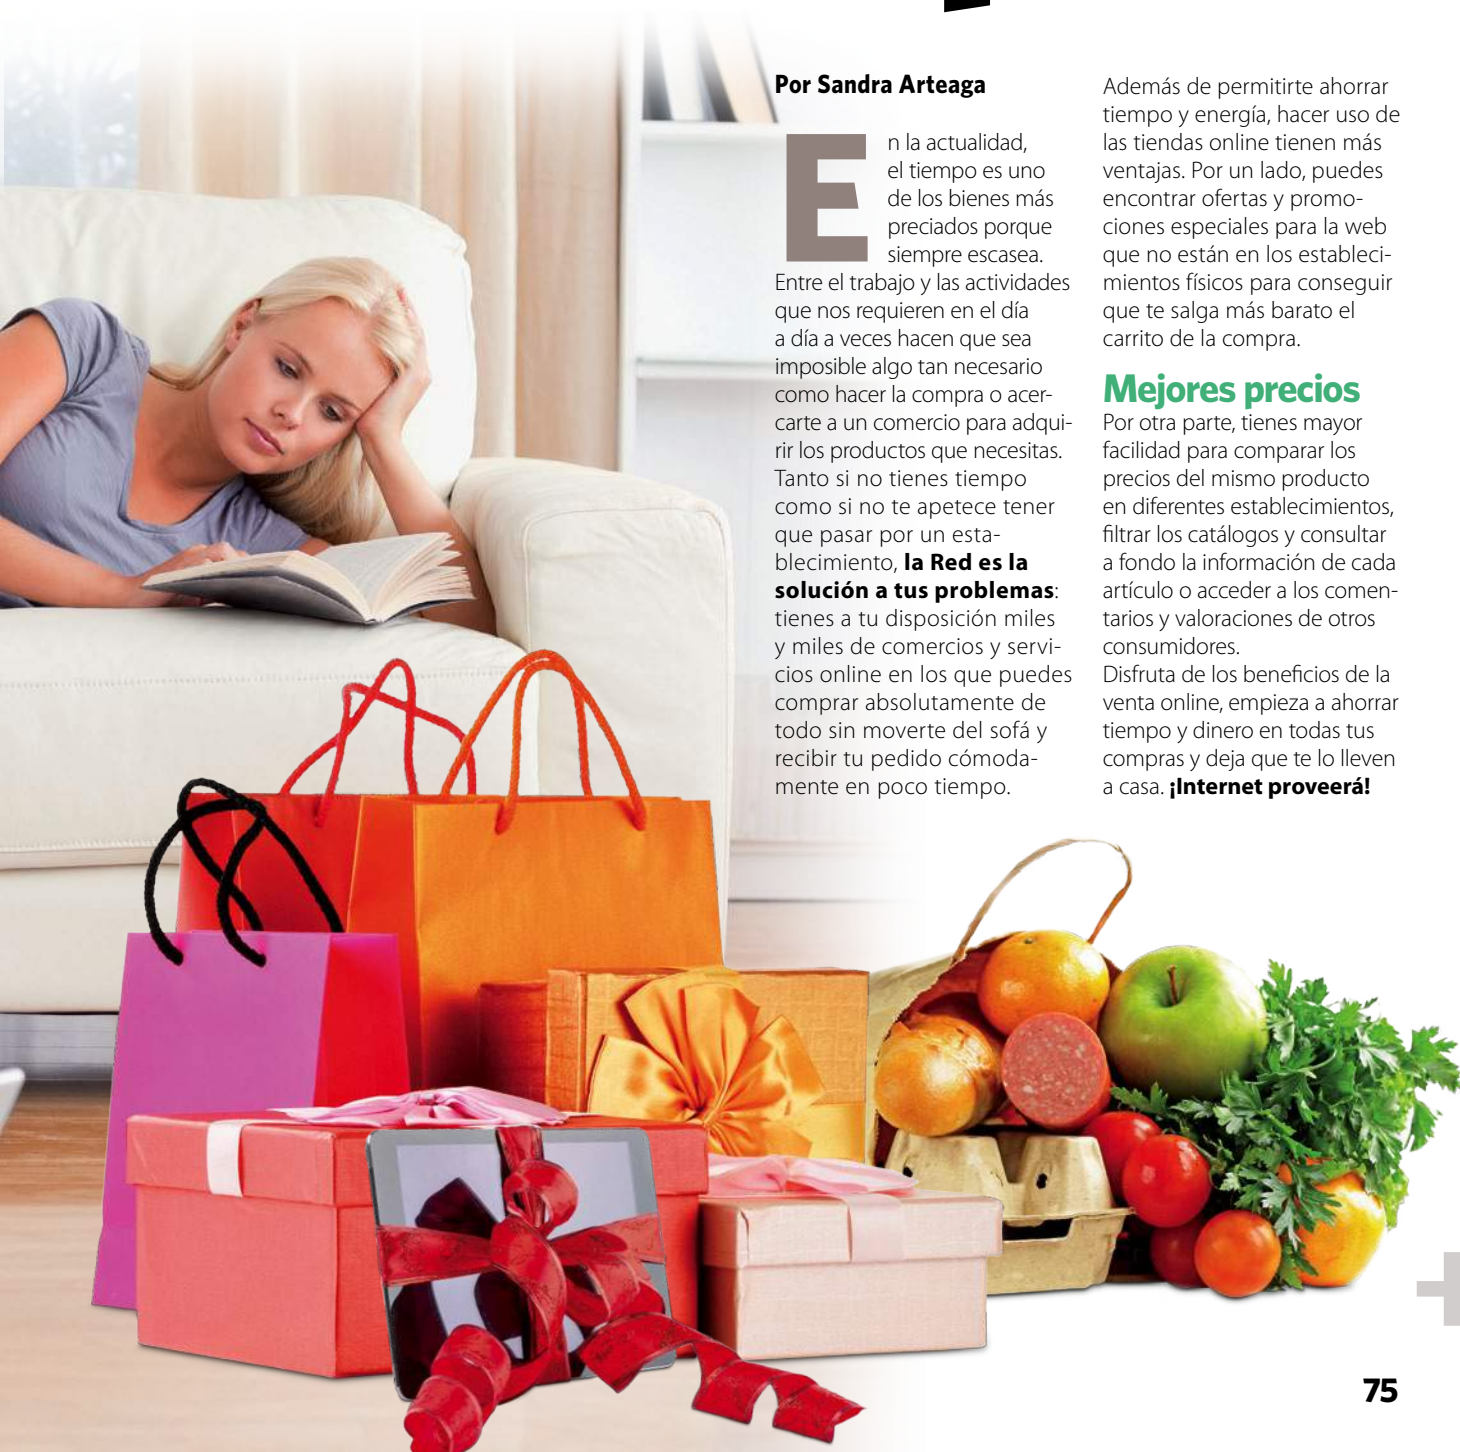 Por Sandra Arteaga
En la actualidad,
el tiempo es uno
de los bienes más
preciados porque
siempre escasea.
Entre el trabajo y las actividades
que nos requieren en el día
a día a veces hacen que sea
imposible algo tan necesario
como hacer la compra o acer-
carte a un comercio para adqui-
rir los productos que necesitas.
Tanto si no tienes tiempo
como si no te apetece tener
que pasar por un esta-
blecimiento, la Red es la
solución a tus problemas:
tienes a tu disposición miles
y miles de comercios y servi-
cios online en los que puedes
comprar absolutamente de
todo sin moverte del sofá y
recibir tu pedido cómoda-
mente en poco tiempo.
Además de permitirte ahorrar
tiempo y energía, hacer uso de
las tiendas online tienen más
ventajas. Por un lado, puedes
encontrar ofertas y promo-
ciones especiales para la web
que no están en los estableci-
mientos físicos para conseguir
que te salga más barato el
carrito de la compra.
Mejores precios
Por otra parte, tienes mayor
facilidad para comparar los
precios del mismo producto
en diferentes establecimientos,
filtrar los catálogos y consultar
a fondo la información de cada
artículo o acceder a los comen-
tarios y valoraciones de otros
consumidores.
Disfruta de los beneficios de la
venta online, empieza a ahorrar
tiempo y dinero en todas tus
compras y deja que te lo lleven
a casa. ¡Internet proveerá!
75